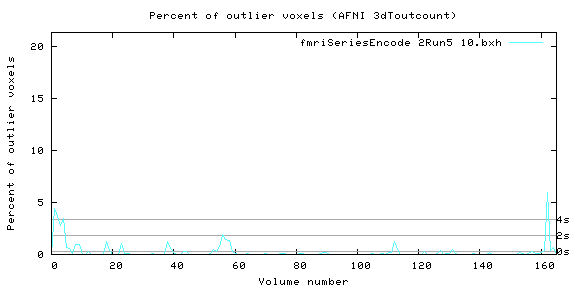 Percent of outlier voxels (AFNI 3dToutcount)
fmriSeriesEncode 2Run5 10.bxh
Percent of outlier voxels
20
15
10
5
0
4s
2s
0s
0 20 40 60 80 100 120 140 160
Volume number